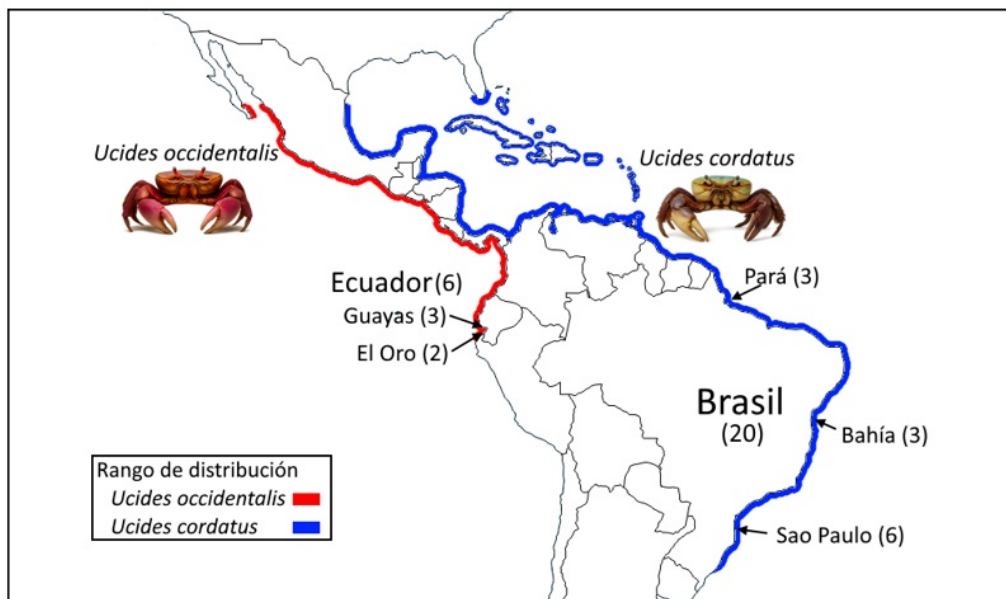 Ucides occidentalis
Ucides cordatus
Ecuador(6)
Guayas (3)
El Oro (2)
Pará (3)
Brasil
(20)
Bahía (3)
Sao Paulo (6)
Rango de distribución
Ucides occidentalis
Ucides cordatus